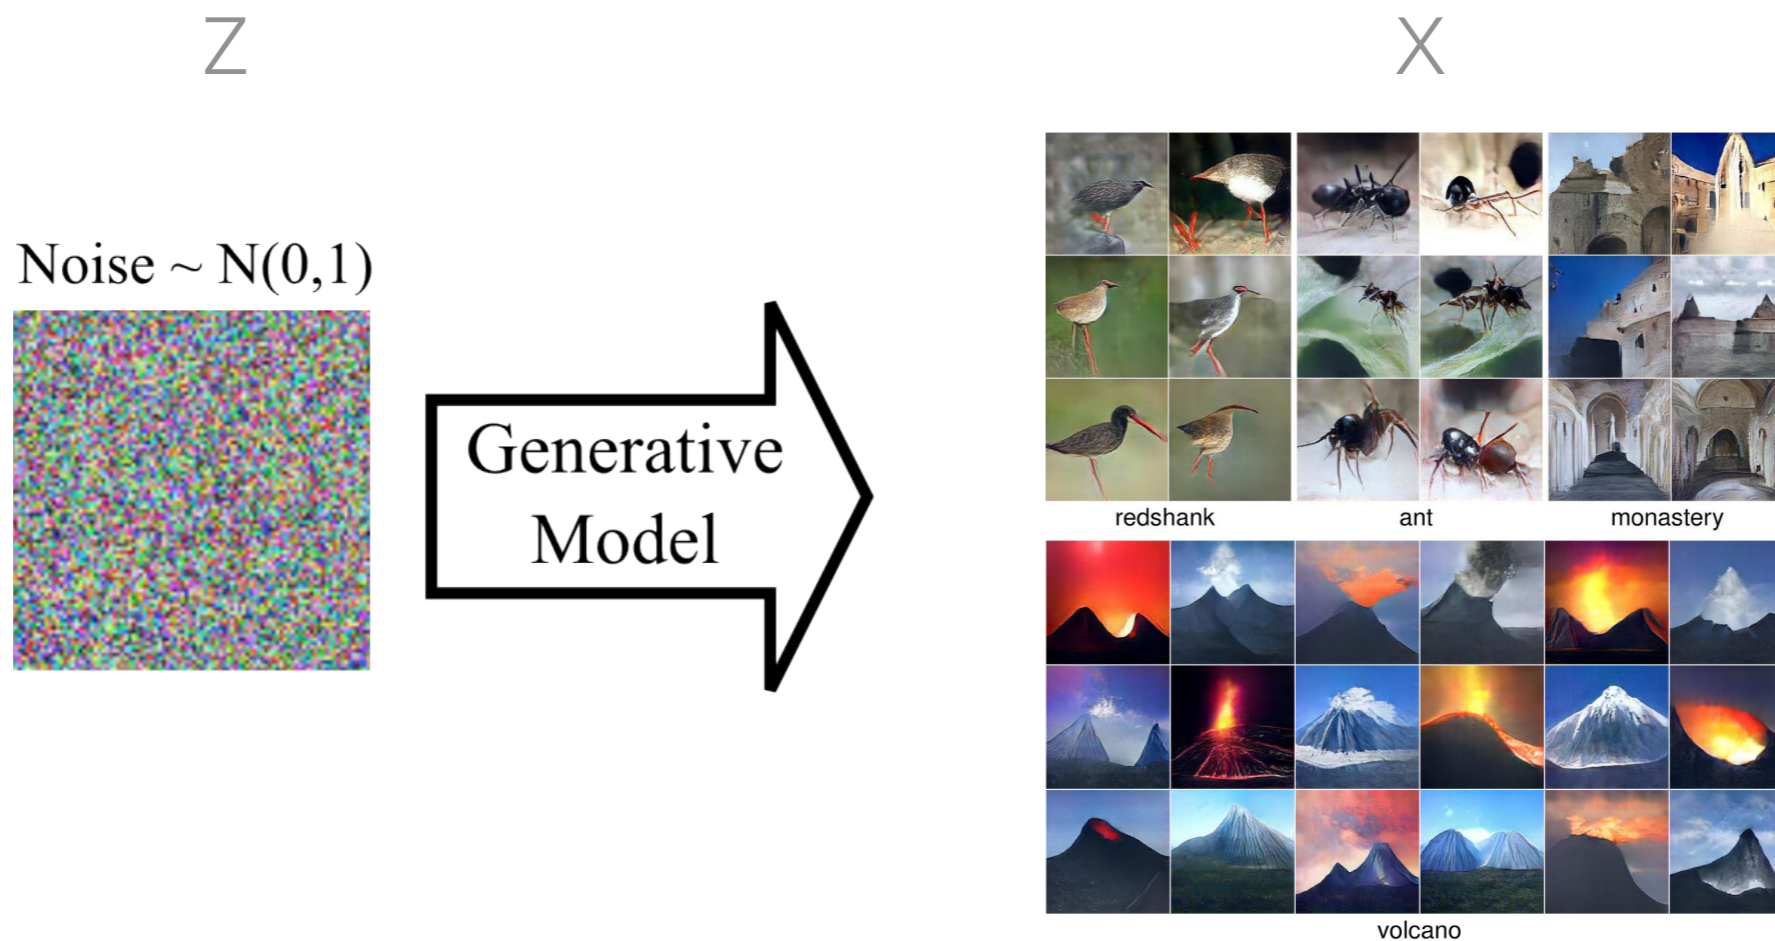 Z
X
Noise ~ N(0,1)
Generative
Model
redshank
ant
monastery
volcano